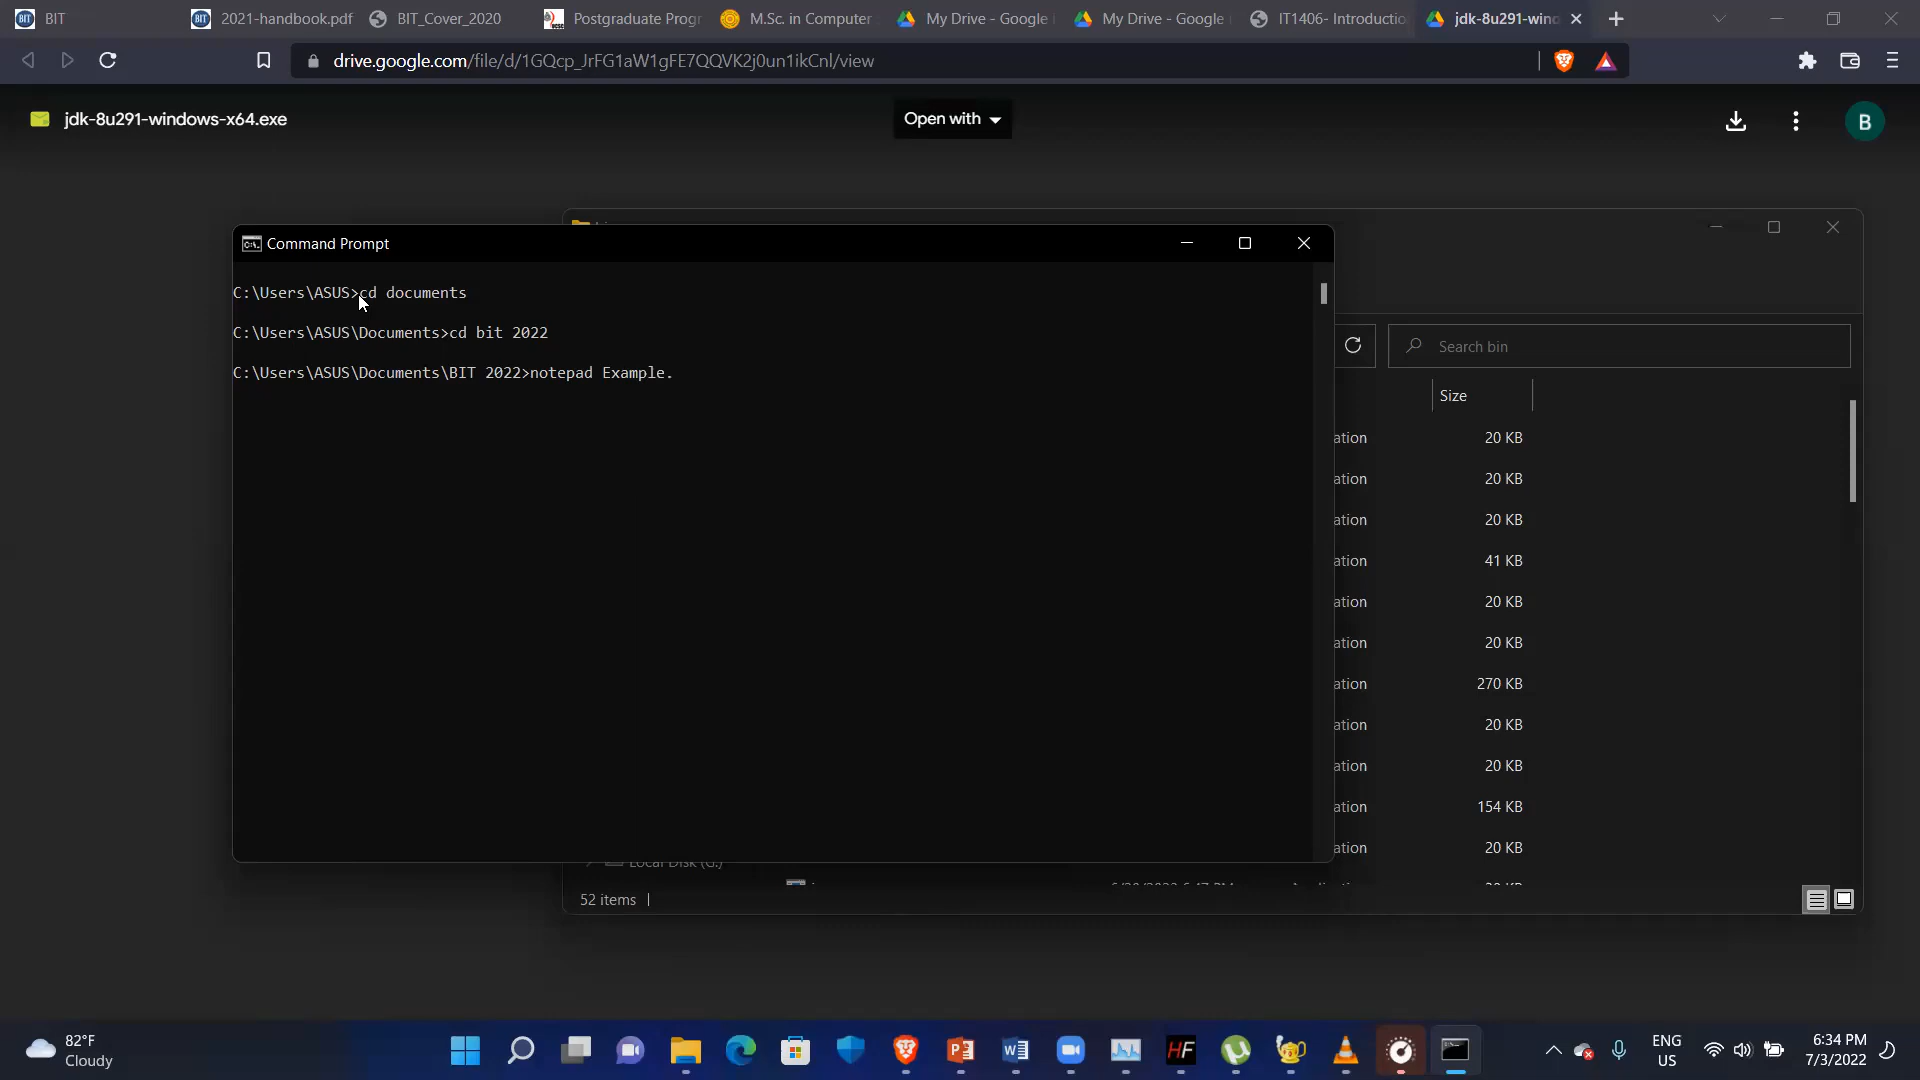 BIT
2021-handbook.pdf
BIT_Cover_2020
Postgraduate Progr
M.Sc. in Computer
My Drive - Google
My Drive - Google
IT1406- Introductio
jdk-8u291-wind
drive.google.com/file/d/1GQcp_JrFG1aW1gFE7QQVK2j0un1ikCnl/view
jdk-8u291-windows-x64.exe
Open with
B
Command Prompt
C:\Users\ASUS>cd documents
C:\Users\ASUS\Documents>cd bit 2022
C:\Users\ASUS\Documents\BIT 2022>notepad Example.
Search bin
Size
ation 20 KB
ation 20 KB
ation 20 KB
ation 41 KB
ation 20 KB
ation 20 KB
ation 270 KB
ation 20 KB
ation 20 KB
ation 154 KB
ation 20 KB
Local Disk (G:)
52 items
82°F
Cloudy
HF
ENG
US
6:34 PM
7/3/2022